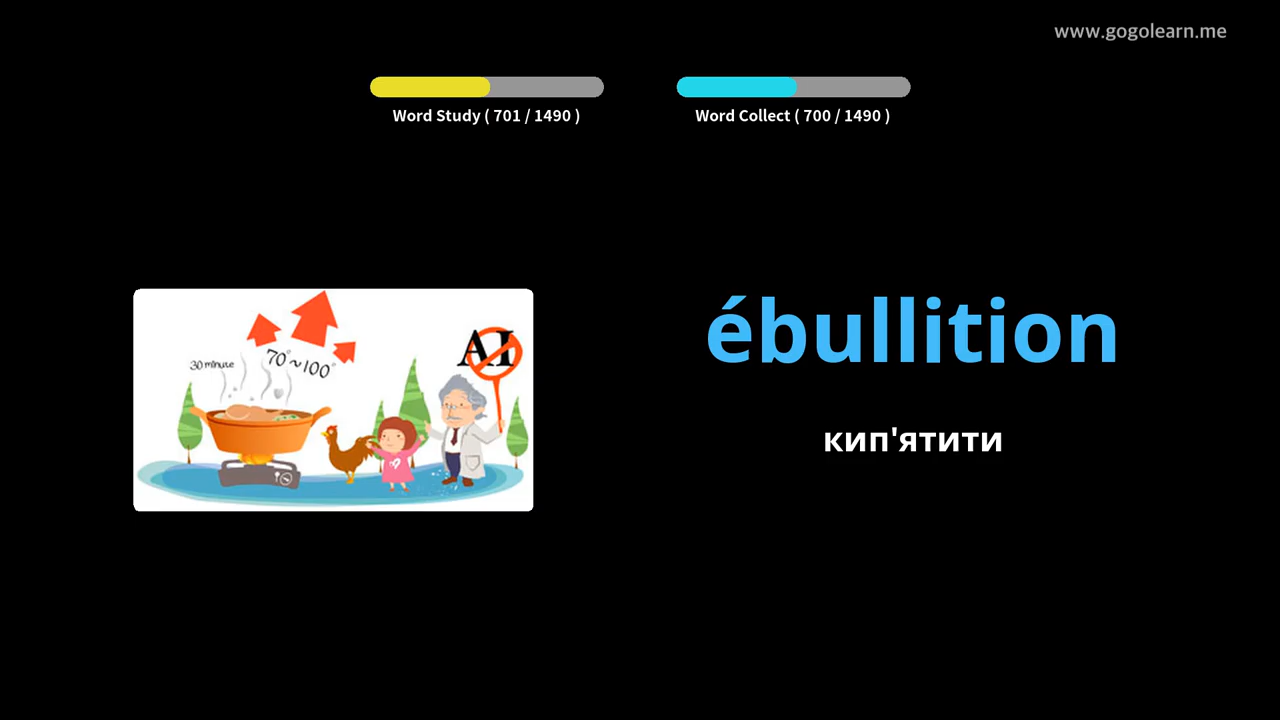 www.gogolearn.me
Word Study ( 701 / 1490 )
Word Collect ( 700 / 1490 )
30 minute
70°~100°
AI
ébullition
кип'ятити